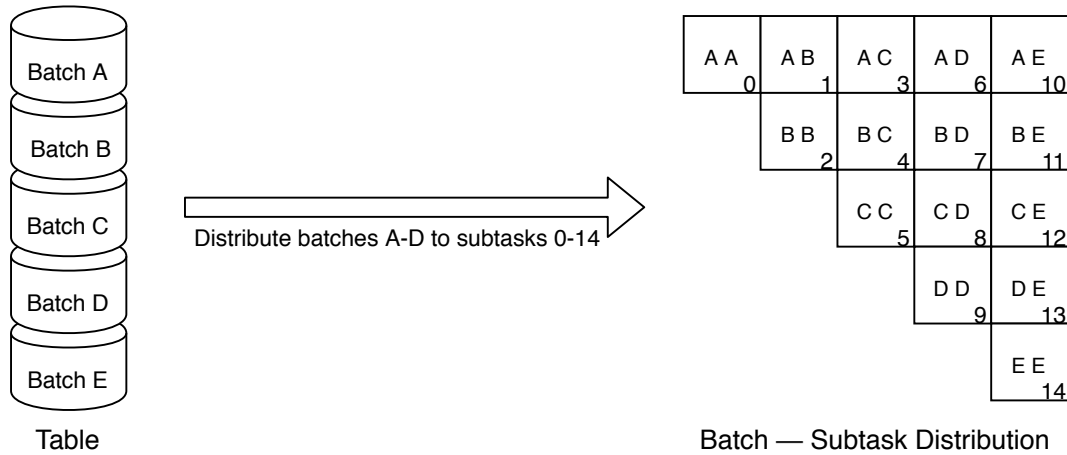 Batch A
Batch B
Batch C
Batch D
Batch E
Table
Distribute batches A-D to subtasks 0-14
A A A B A C A D A E
0 1 3 6 10
B B B C B D B E
2 4 7 11
C C C D C E
5 8 12
D D D E
9 13
E E
14
Batch — Subtask Distribution